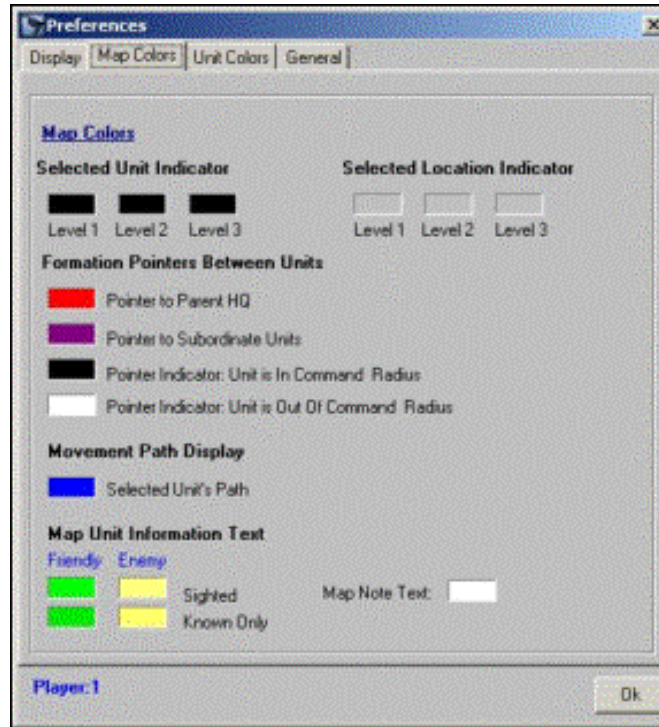 Preferences
Display Map Colors Unit Colors General
Map Colors
Selected Unit Indicator Selected Location Indicator
Level 1 Level 2 Level 3 Level 1 Level 2 Level 3
Formation Pointers Between Units
Pointer to Parent HQ
Pointer to Subordinate Units
Pointer Indicator: Unit is In Command Radius
Pointer Indicator: Unit is Out Of Command Radius
Movement Path Display
Selected Unit's Path
Map Unit Information Text
Friendly Enemy
Sighted Map Note Text:
Known Only
Player:1 Ok